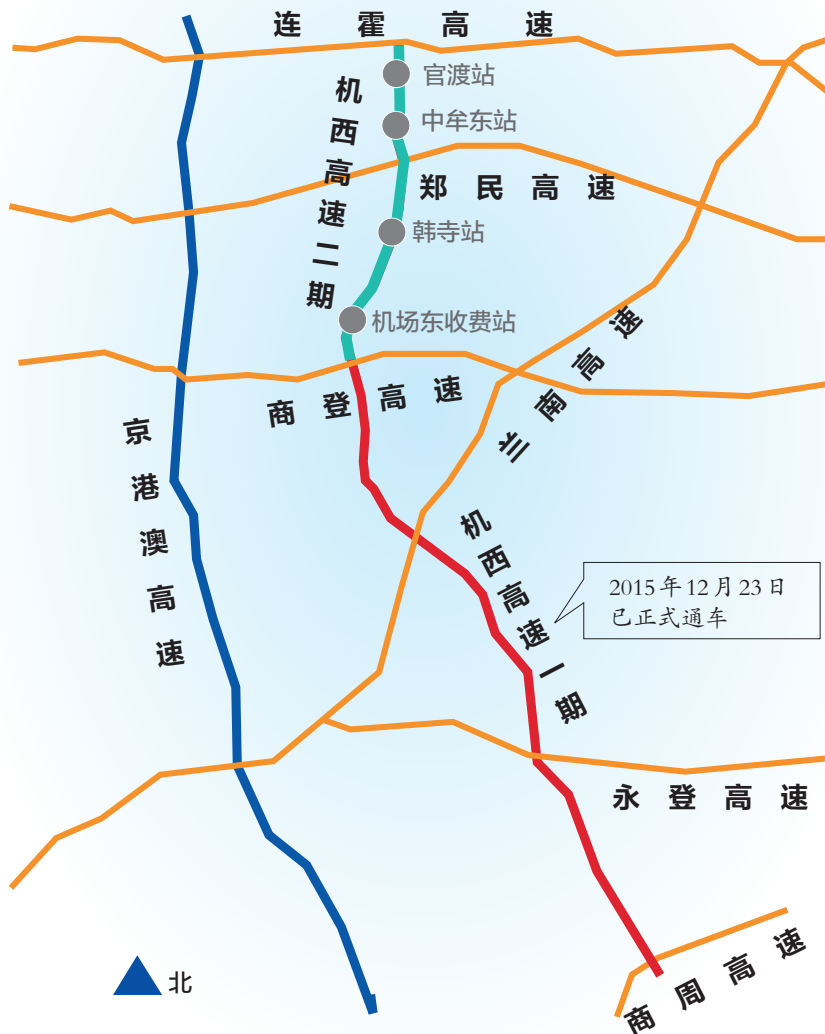 连霍高速
官渡站
机西高速二期
中牟东站
郑民高速
韩寺站
机场东收费站
商登高速
兰南高速
京港澳高速
机西高速一期
2015年12月23日
已正式通车
永登高速
商周高速
北